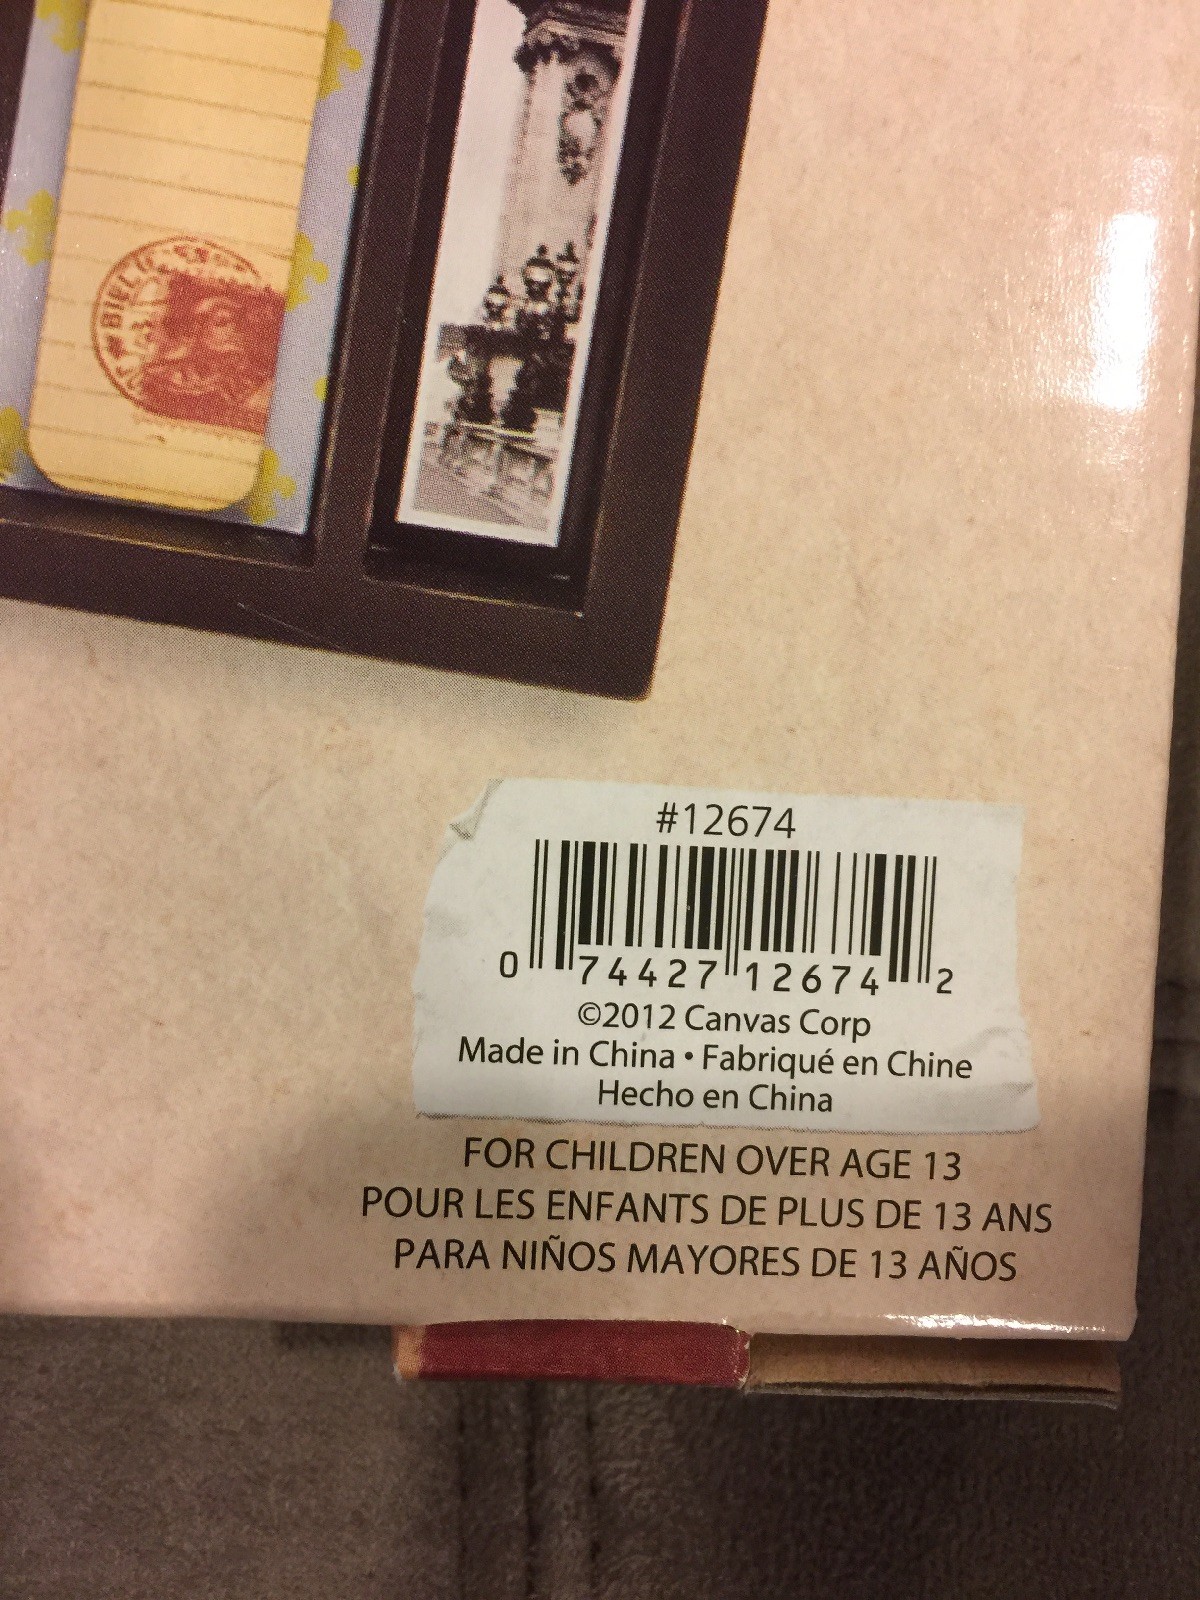 BIEL
#12674
0 74427 12674 2
©2012 Canvas Corp
Made in China • Fabriqué en Chine
Hecho en China
FOR CHILDREN OVER AGE 13
POUR LES ENFANTS DE PLUS DE 13 ANS
PARA NIÑOS MAYORES DE 13 AÑOS